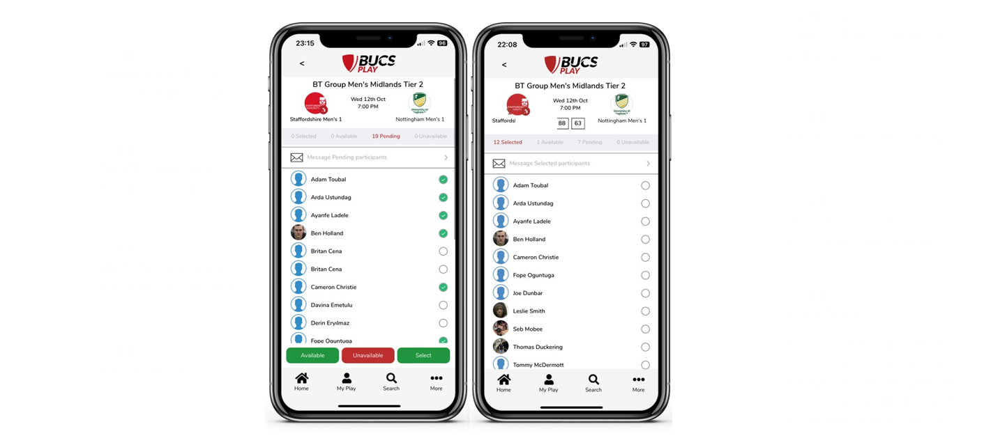 23:15
96
<
BUCS
PLAY
BT Group Men's Midlands Tier 2
Wed 12th Oct
7:00 PM
Staffordshire Men's 1
Nottingham Men's 1
0 Selected 0 Available 19 Pending 0 Unavailable
Message Pending participants
Adam Toubal
Arda Ustundag
Ayanfe Ladele
Ben Holland
Britan Cena
Britan Cena
Cameron Christie
Davina Emetulu
Derin Eryılmaz
Fope Oguntuga
Available Unavailable Select
Home My Play Search More
22:08
97
<
BUCS
PLAY
BT Group Men's Midlands Tier 2
Wed 12th Oct
7:00 PM
Staffords
88 63
Nottingham Men's 1
12 Selected 1 Available 7 Pending 0 Unavailable
Message Selected participants
Adam Toubal
Arda Ustundag
Ayanfe Ladele
Ben Holland
Cameron Christie
Fope Oguntuga
Joe Dunbar
Leslie Smith
Seb Mobee
Thomas Duckering
Tommy McDermott
Home My Play Search More